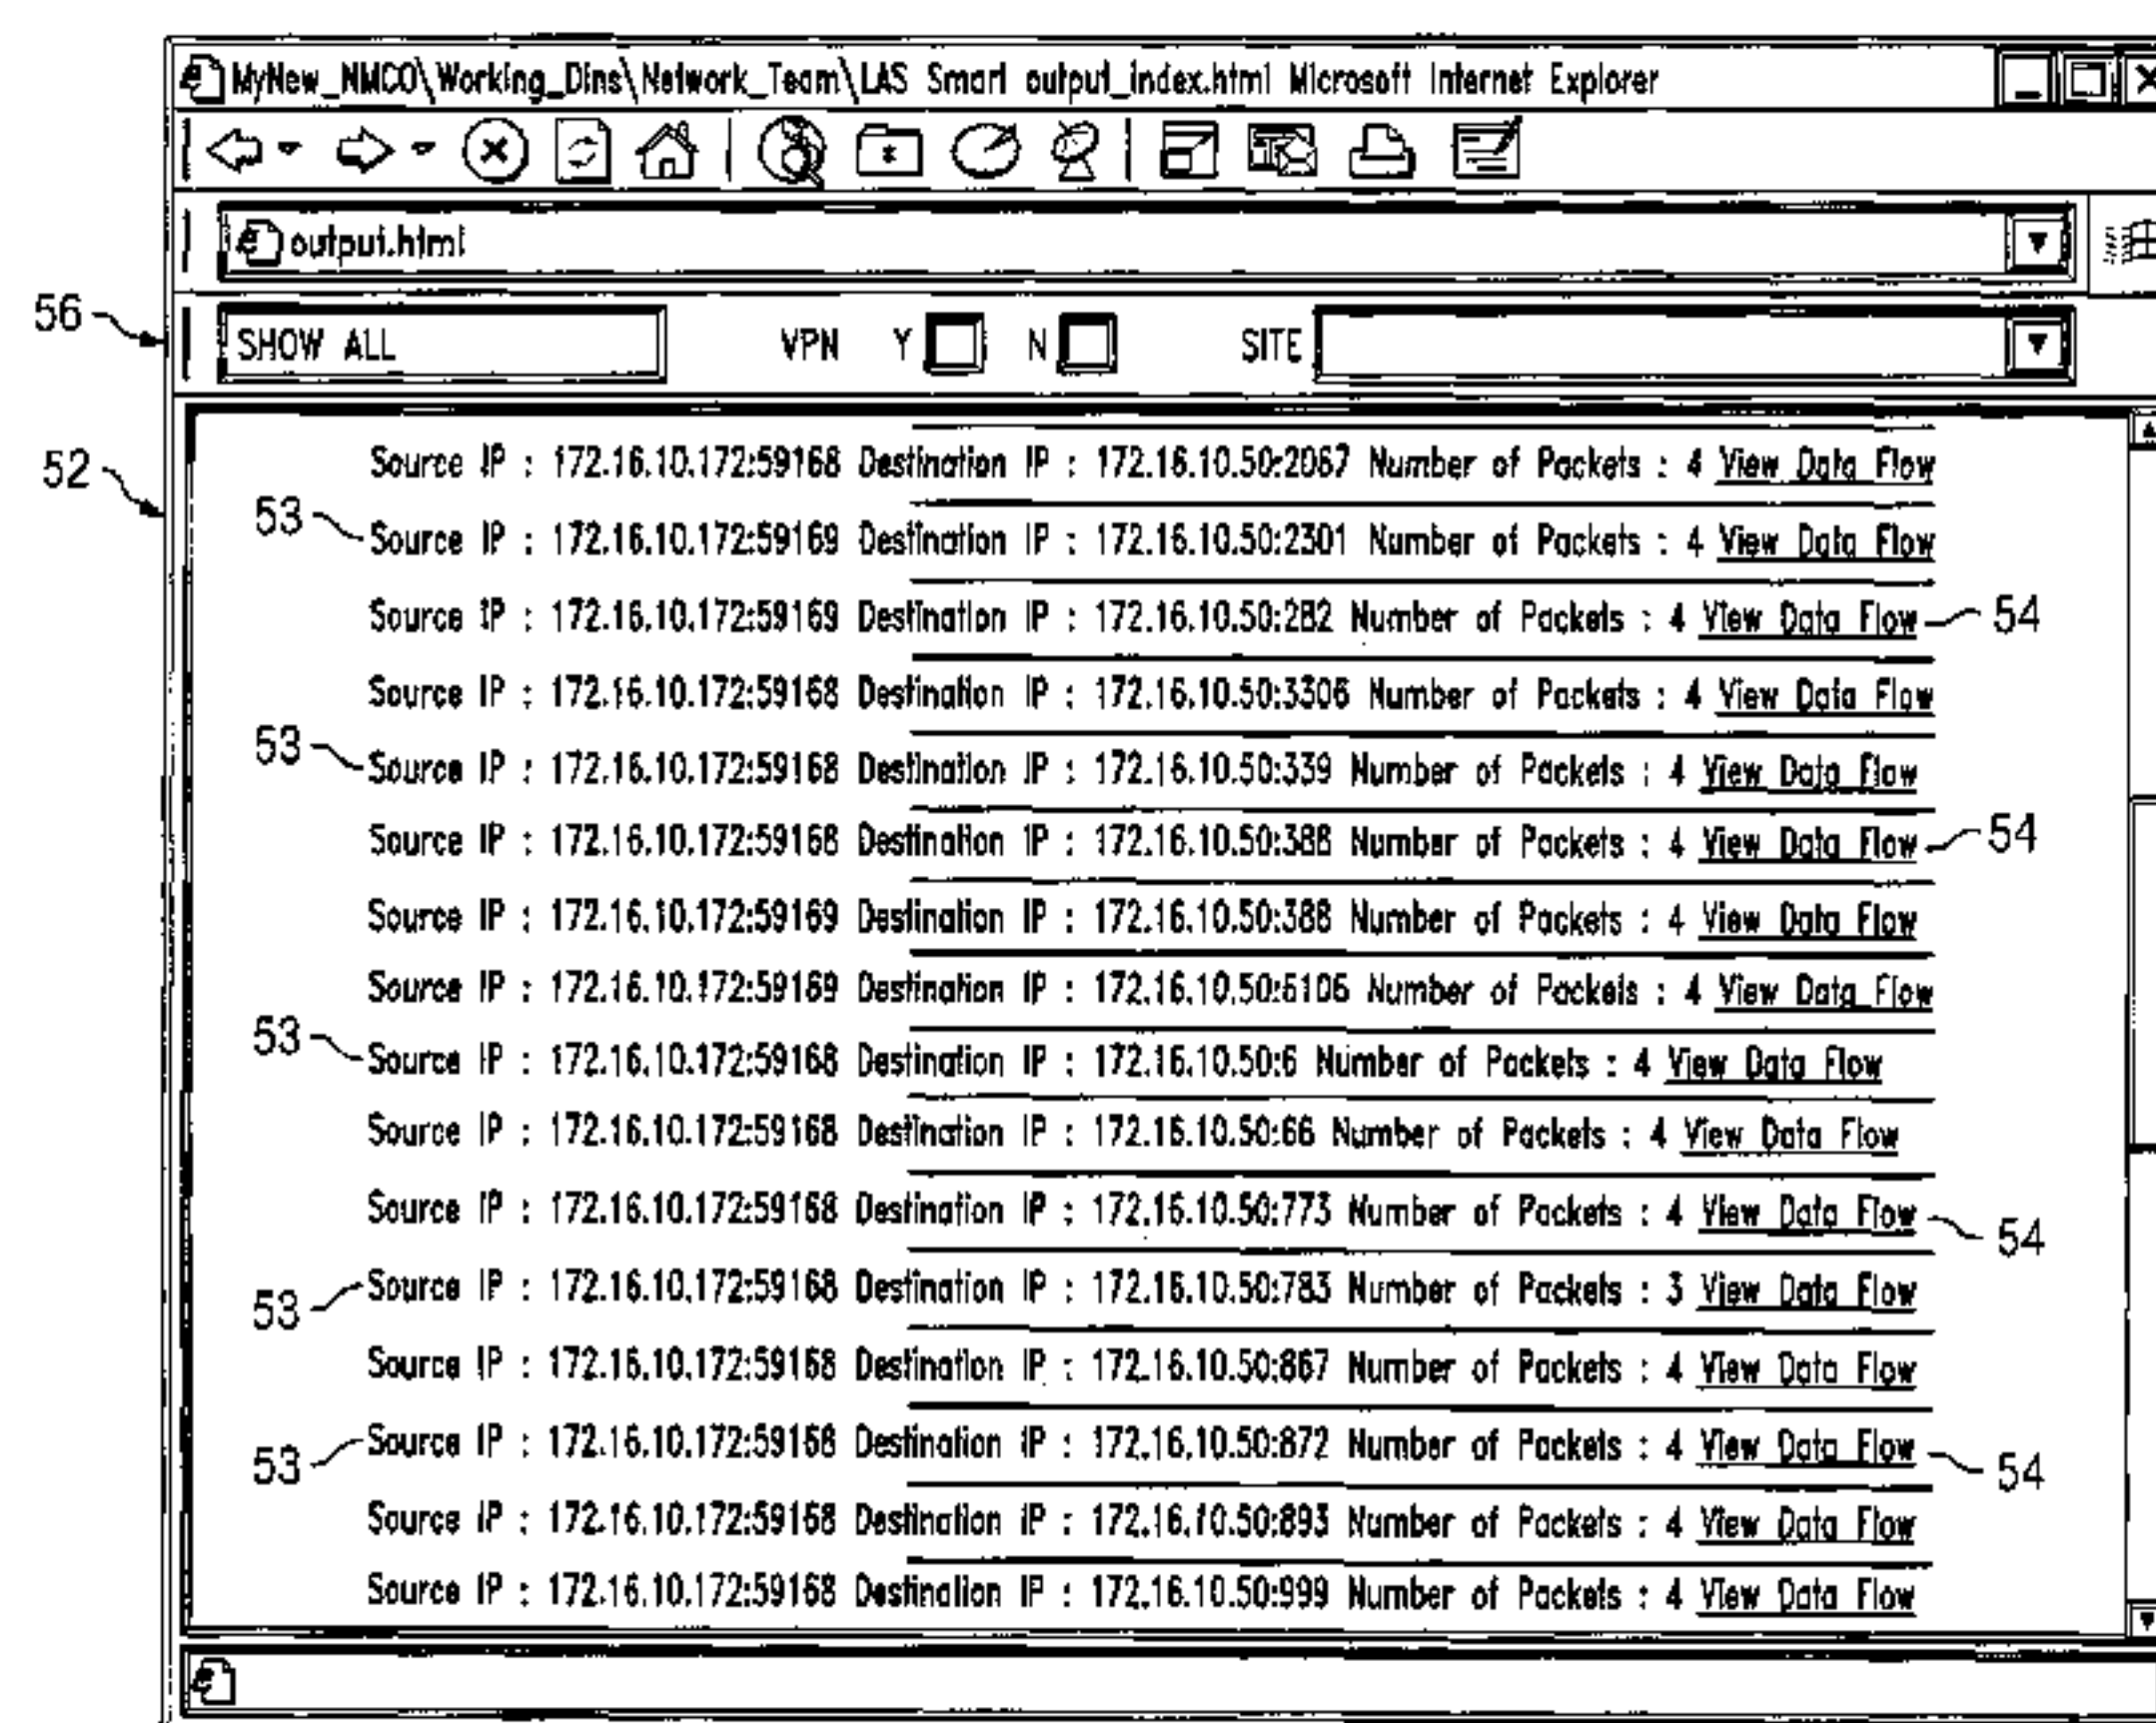 MyNew_NMCO\Working_Dins\Network_Team\LAS Smart output_index.html Microsoft Internet Explorer
output.html
56
SHOW ALL VPN Y N SITE
52
Source IP : 172.16.10.172:59168 Destination IP : 172.16.10.50:2067 Number of Packets : 4 View Data Flow
53 Source IP : 172.16.10.172:59169 Destination IP : 172.16.10.50:2301 Number of Packets : 4 View Data Flow
Source IP : 172.16.10.172:59169 Destination IP : 172.16.10.50:282 Number of Packets : 4 View Data Flow 54
Source IP : 172.16.10.172:59168 Destination IP : 172.16.10.50:3306 Number of Packets : 4 View Data Flow
53 Source IP : 172.16.10.172:59168 Destination IP : 172.16.10.50:339 Number of Packets : 4 View Data Flow
Source IP : 172.16.10.172:59168 Destination IP : 172.16.10.50:388 Number of Packets : 4 View Data Flow 54
Source IP : 172.16.10.172:59169 Destination IP : 172.16.10.50:388 Number of Packets : 4 View Data Flow
Source IP : 172.16.10.172:59169 Destination IP : 172.16.10.50:6106 Number of Packets : 4 View Data Flow
53 Source IP : 172.16.10.172:59168 Destination IP : 172.16.10.50:6 Number of Packets : 4 View Data Flow
Source IP : 172.16.10.172:59168 Destination IP : 172.16.10.50:66 Number of Packets : 4 View Data Flow
Source IP : 172.16.10.172:59168 Destination IP : 172.16.10.50:773 Number of Packets : 4 View Data Flow 54
53 Source IP : 172.16.10.172:59168 Destination IP : 172.16.10.50:783 Number of Packets : 3 View Data Flow
Source IP : 172.16.10.172:59168 Destination IP : 172.16.10.50:867 Number of Packets : 4 View Data Flow
53 Source IP : 172.16.10.172:59168 Destination IP : 172.16.10.50:872 Number of Packets : 4 View Data Flow 54
Source IP : 172.16.10.172:59168 Destination IP : 172.16.10.50:893 Number of Packets : 4 View Data Flow
Source IP : 172.16.10.172:59168 Destination IP : 172.16.10.50:999 Number of Packets : 4 View Data Flow